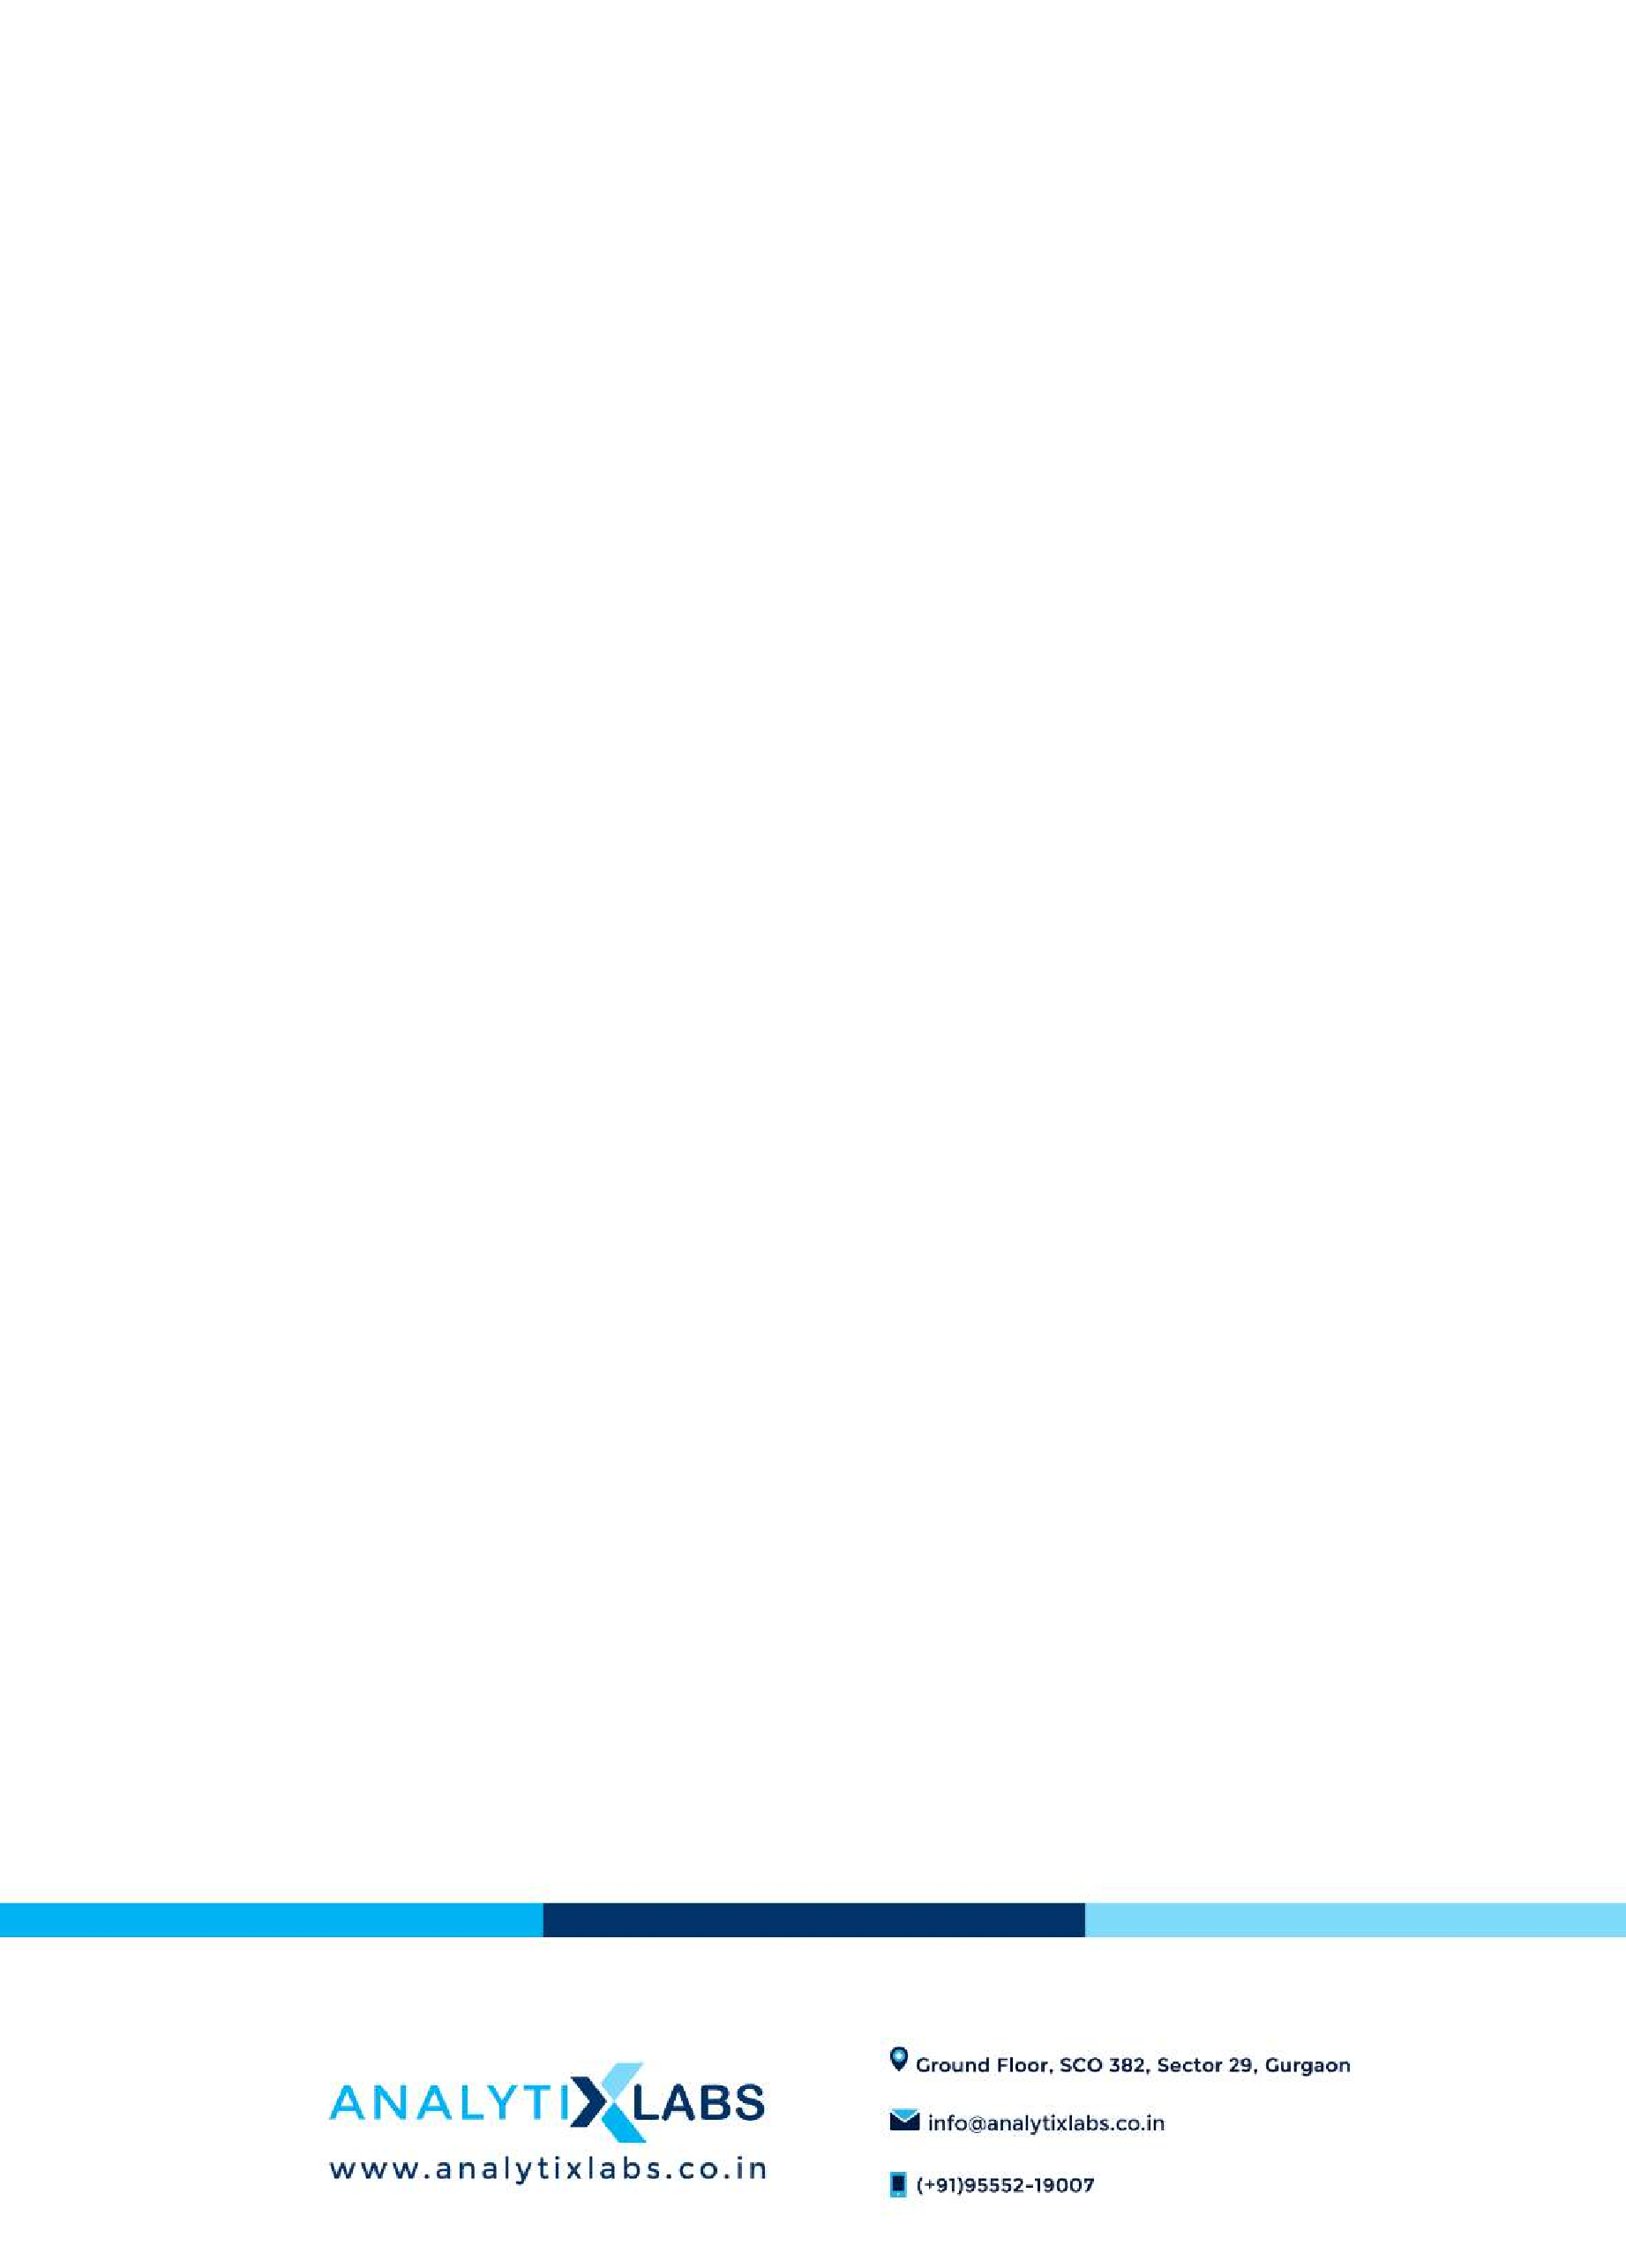 ANALYTIXLABS
www.analytixlabs.co.in
Ground Floor, SCO 382, Sector 29, Gurgaon
info@analytixlabs.co.in
(+91)95552-19007